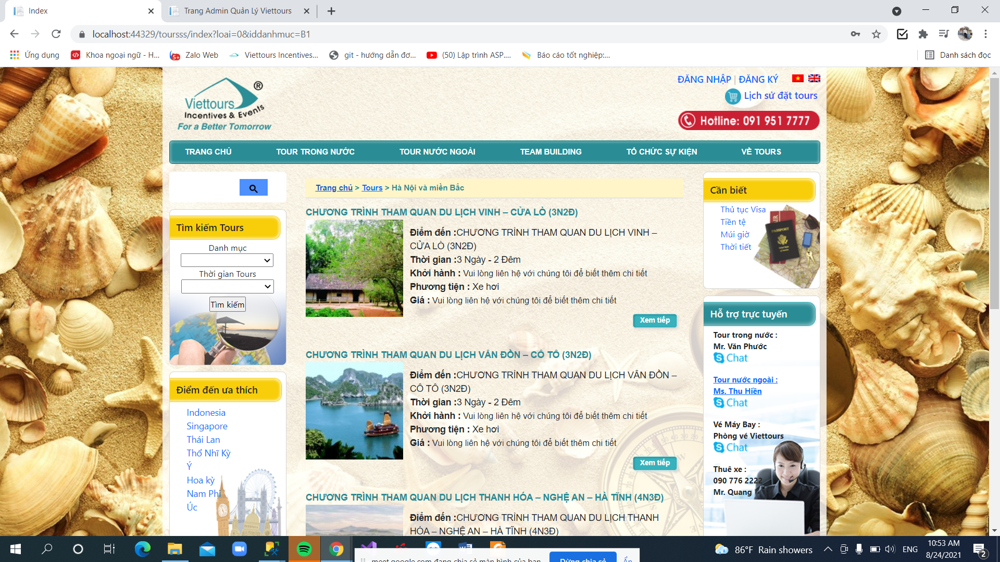 Index
Trang Admin Quản Lý Viettours
localhost:44329/toursss/index?loai=0&iddanhmuc=B1
Ứng dụng
Khoa ngoại ngữ - H...
5+
Zalo Web
Viettours Incentives...
git - hướng dẫn đơ...
(50) Lập trình ASP....
Báo cáo tốt nghiệp:...
Danh sách đọc
Viettours ®
Incentives & Events
For a Better Tomorrow
ĐĂNG NHẬP | ĐĂNG KÝ
Lịch sử đặt tours
Hotline: 091 951 7777
TRANG CHỦ
TOUR TRONG NƯỚC
TOUR NƯỚC NGOÀI
TEAM BUILDING
TỔ CHỨC SỰ KIỆN
VỀ TOURS
Tìm kiếm Tours
Danh mục
Thời gian Tours
Tìm kiếm
Điểm đến ưa thích
Indonesia
Singapore
Thái Lan
Thổ Nhĩ Kỳ
Ý
Hoa kỳ
Nam Phi
Úc
Trang chủ > Tours > Hà Nội và miền Bắc
CHƯƠNG TRÌNH THAM QUAN DU LỊCH VINH – CỬA LÒ (3N2Đ)
Điểm đến :CHƯƠNG TRÌNH THAM QUAN DU LỊCH VINH –
CỬA LÒ (3N2Đ)
Thời gian :3 Ngày - 2 Đêm
Khởi hành : Vui lòng liên hệ với chúng tôi để biết thêm chi tiết
Phương tiện : Xe hơi
Giá : Vui lòng liên hệ với chúng tôi để biết thêm chi tiết
Xem tiếp
CHƯƠNG TRÌNH THAM QUAN DU LỊCH VÂN ĐỒN – CÔ TÔ (3N2Đ)
Điểm đến :CHƯƠNG TRÌNH THAM QUAN DU LỊCH VÂN ĐỒN –
CÔ TÔ (3N2Đ)
Thời gian :3 Ngày - 2 Đêm
Khởi hành : Vui lòng liên hệ với chúng tôi để biết thêm chi tiết
Phương tiện : Xe hơi
Giá : Vui lòng liên hệ với chúng tôi để biết thêm chi tiết
Xem tiếp
CHƯƠNG TRÌNH THAM QUAN DU LỊCH THANH HÓA – NGHỆ AN – HÀ TĨNH (4N3Đ)
Điểm đến :CHƯƠNG TRÌNH THAM QUAN DU LỊCH THANH
HÓA – NGHỆ AN – HÀ TĨNH (4N3Đ)
Cần biết
Thủ tục Visa
Tiền tệ
Múi giờ
Thời tiết
PASSPORT
Hỗ trợ trực tuyến
Tour trong nước :
Mr. Văn Phước
Chat
Tour nước ngoài :
Ms. Thu Hiền
Chat
Vé Máy Bay :
Phòng vé Viettours
Chat
Thuê xe :
090 776 2222
Mr. Quang
meet.google.com đang chia sẻ màn hình của bạn.
Dừng chia sẻ
Ẩn
86°F Rain showers
ENG
10:53 AM
8/24/2021
2